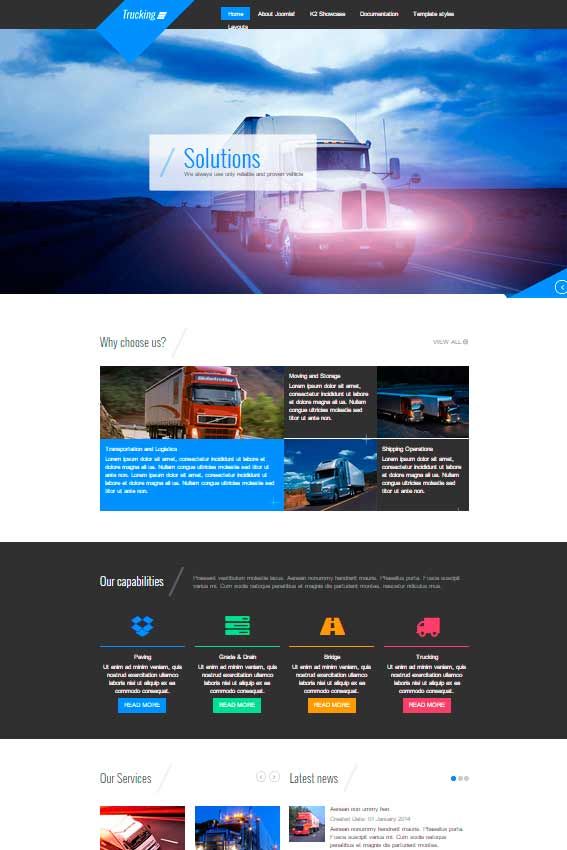 Trucking
Home About Joomla! K2 Showcase Documentation Template styles
Layouts
Solutions
We always use only reliable and proven vehicle
Why choose us?
VIEW ALL
Moving and Storage
Lorem ipsum dolor sit amet,
consectetur incididunt ut labore
et dolore magna ali ua. Nullam
congue ultricies molestie sed
titor ut ante non.
Transportation and Logistics
Lorem ipsum dolor sit amet, consectetur incididunt ut labore et
dolore magna ali ua. Nullam congue ultricies molestie sed titor ut
ante non. Lorem ipsum dolor sit amet, consectetur incididunt ut
labore et dolore magna ali ua. Nullam congue ultricies molestie sed
titor ut ante non.
Shipping Operations
Lorem ipsum dolor sit amet,
consectetur incididunt ut labore
et dolore magna ali ua. Nullam
congue ultricies molestie sed
titor ut ante non.
Our capabilities
Praesent vestibulum molestie lacus. Aenean nonummy hendrerit mauris. Phasellus porta. Fusce suscipit
varius mi. Cum sociis natoque penatibus et magnis dis parturient montes, nascetur ridiculus mus.
Paving
Ut enim ad minim veniam, quis
nostrud exercitation ullamco
laboris nisi ut aliquip ex ea
commodo consequat.
READ MORE
Grade & Drain
Ut enim ad minim veniam, quis
nostrud exercitation ullamco
laboris nisi ut aliquip ex ea
commodo consequat.
READ MORE
Bridge
Ut enim ad minim veniam, quis
nostrud exercitation ullamco
laboris nisi ut aliquip ex ea
commodo consequat.
READ MORE
Trucking
Ut enim ad minim veniam, quis
nostrud exercitation ullamco
laboris nisi ut aliquip ex ea
commodo consequat.
READ MORE
Our Services
Latest news
Aenean non ummy fean
Created Date: 01 January 2014
Aenean nonummy hendrerit mauris. Phasellus porta.
Fusce suscipit varius mi. Cum sociis natoque